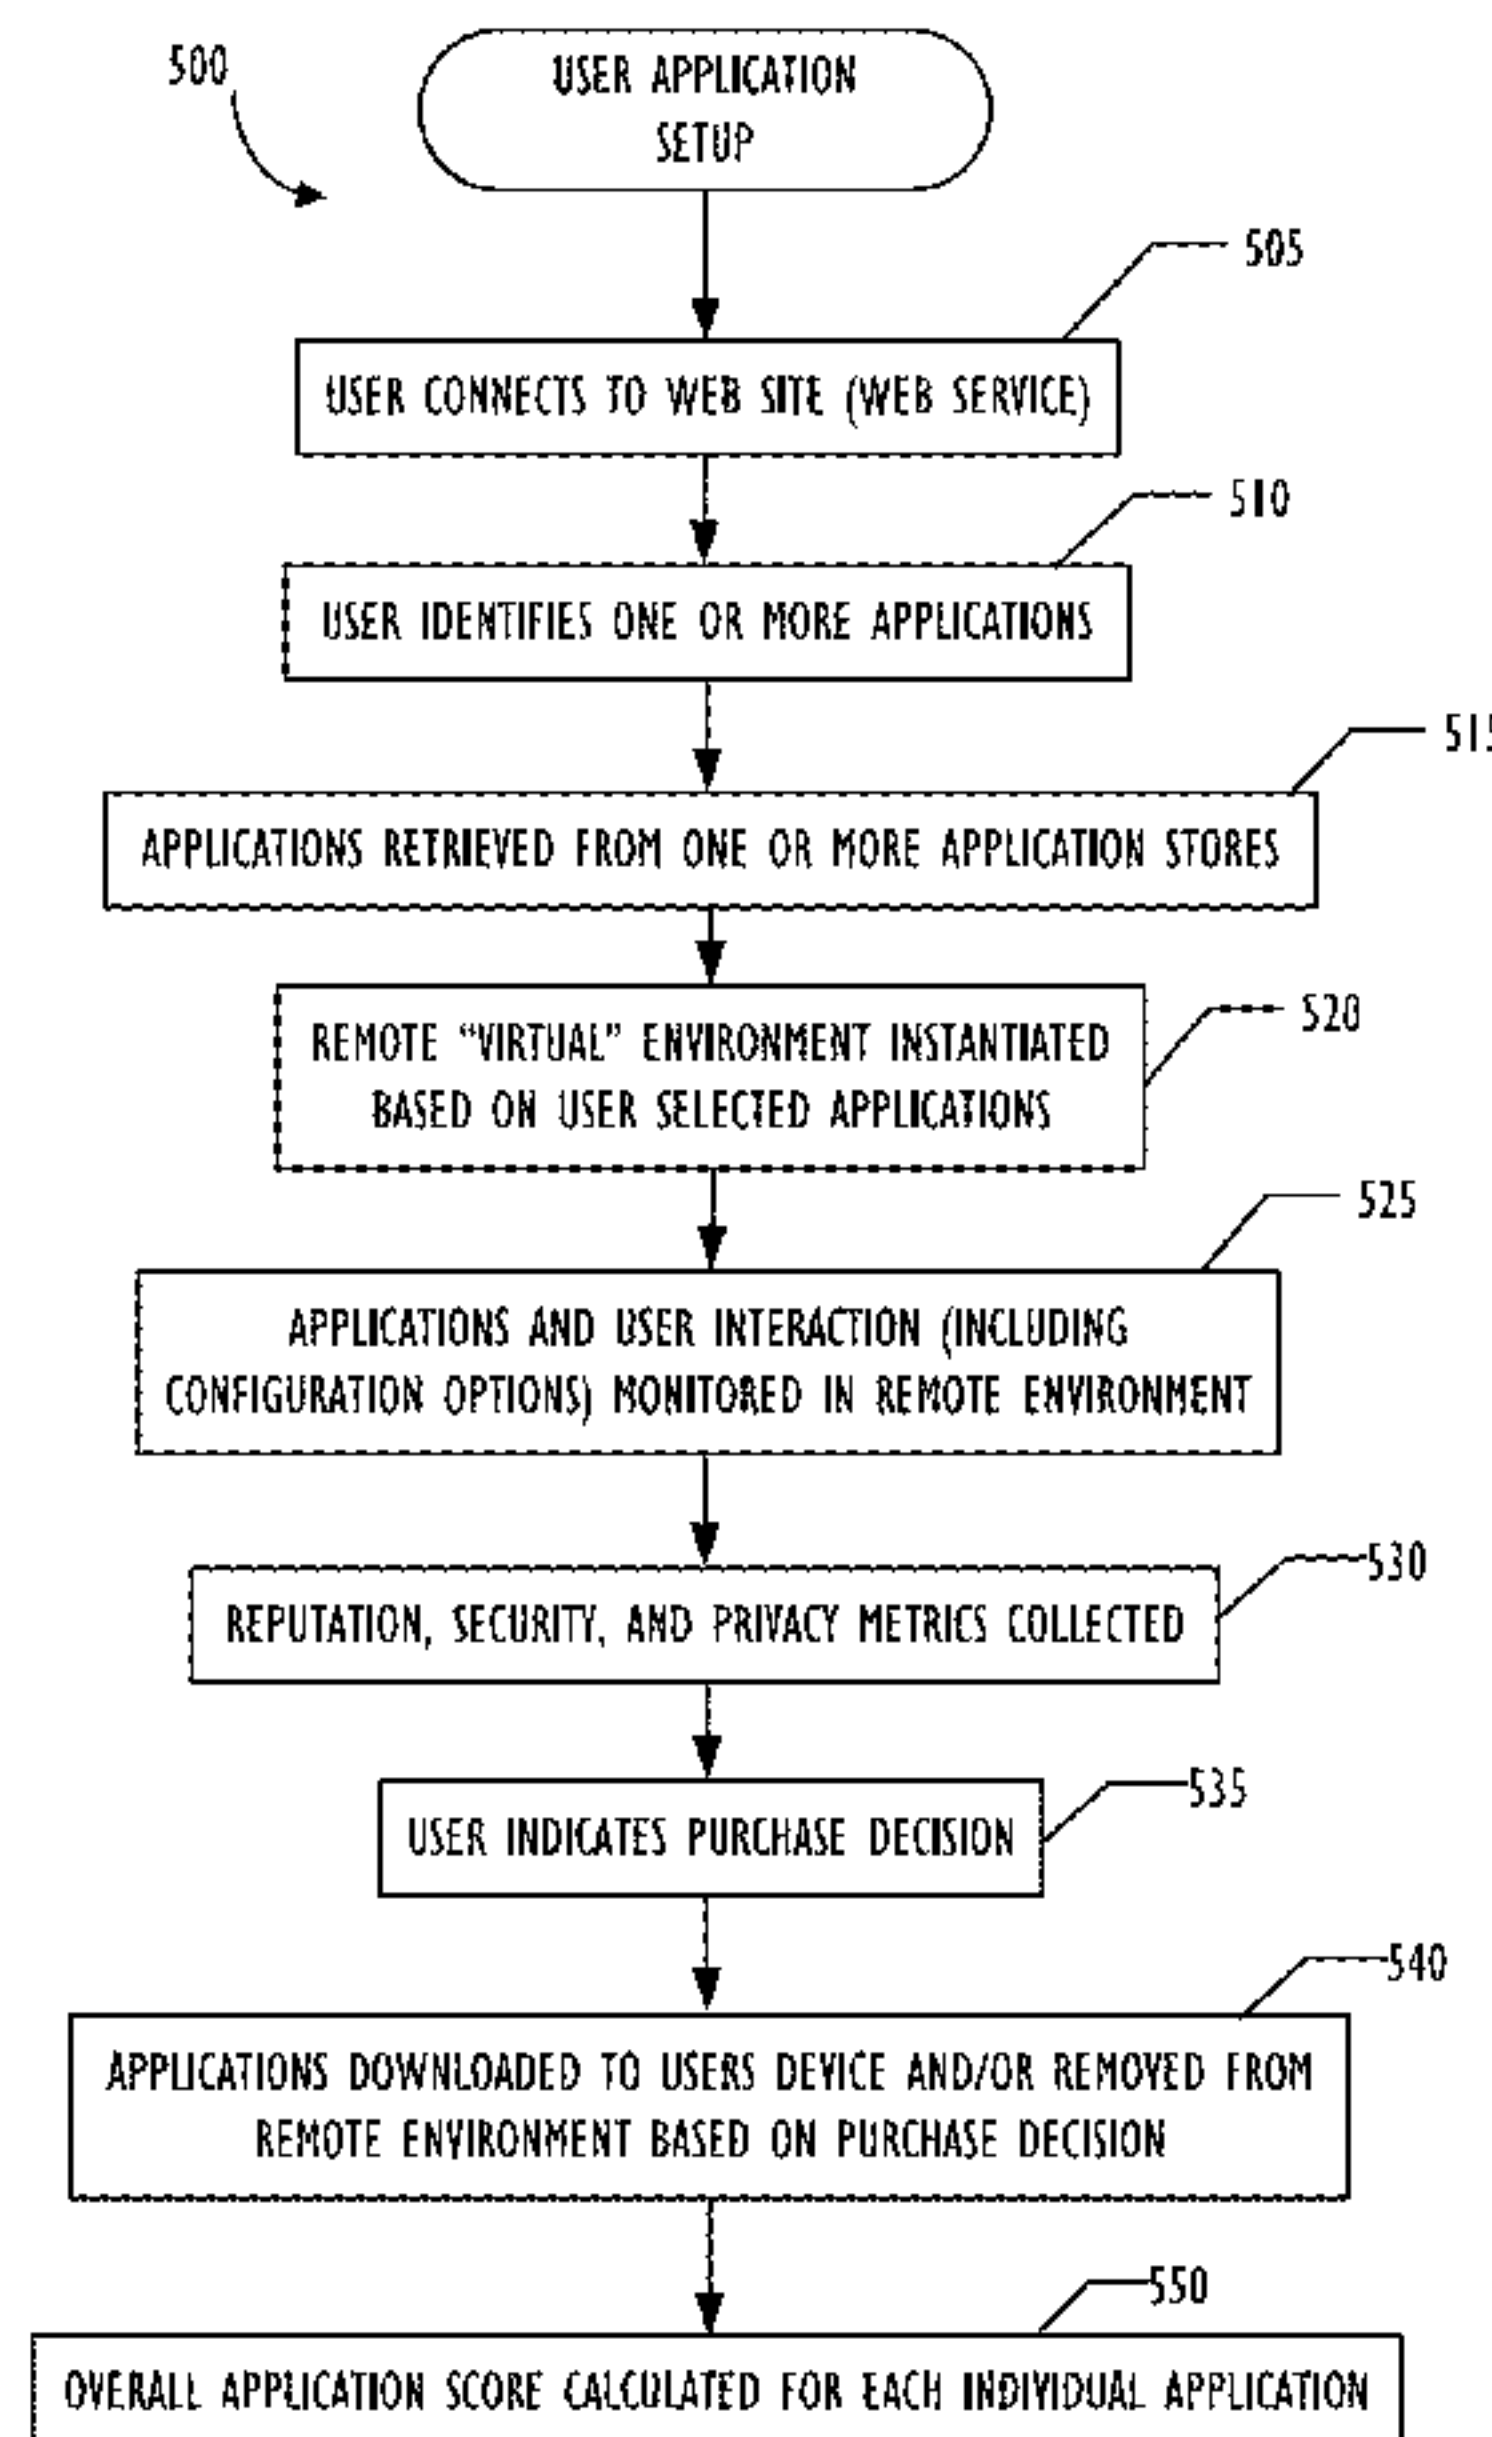 500
USER APPLICATION
SETUP
505
USER CONNECTS TO WEB SITE (WEB SERVICE)
510
USER IDENTIFIES ONE OR MORE APPLICATIONS
515
APPLICATIONS RETRIEVED FROM ONE OR MORE APPLICATION STORES
520
REMOTE “VIRTUAL” ENVIRONMENT INSTANTIATED
BASED ON USER SELECTED APPLICATIONS
525
APPLICATIONS AND USER INTERACTION (INCLUDING
CONFIGURATION OPTIONS) MONITORED IN REMOTE ENVIRONMENT
530
REPUTATION, SECURITY, AND PRIVACY METRICS COLLECTED
535
USER INDICATES PURCHASE DECISION
540
APPLICATIONS DOWNLOADED TO USERS DEVICE AND/OR REMOVED FROM
REMOTE ENVIRONMENT BASED ON PURCHASE DECISION
550
OVERALL APPLICATION SCORE CALCULATED FOR EACH INDIVIDUAL APPLICATION